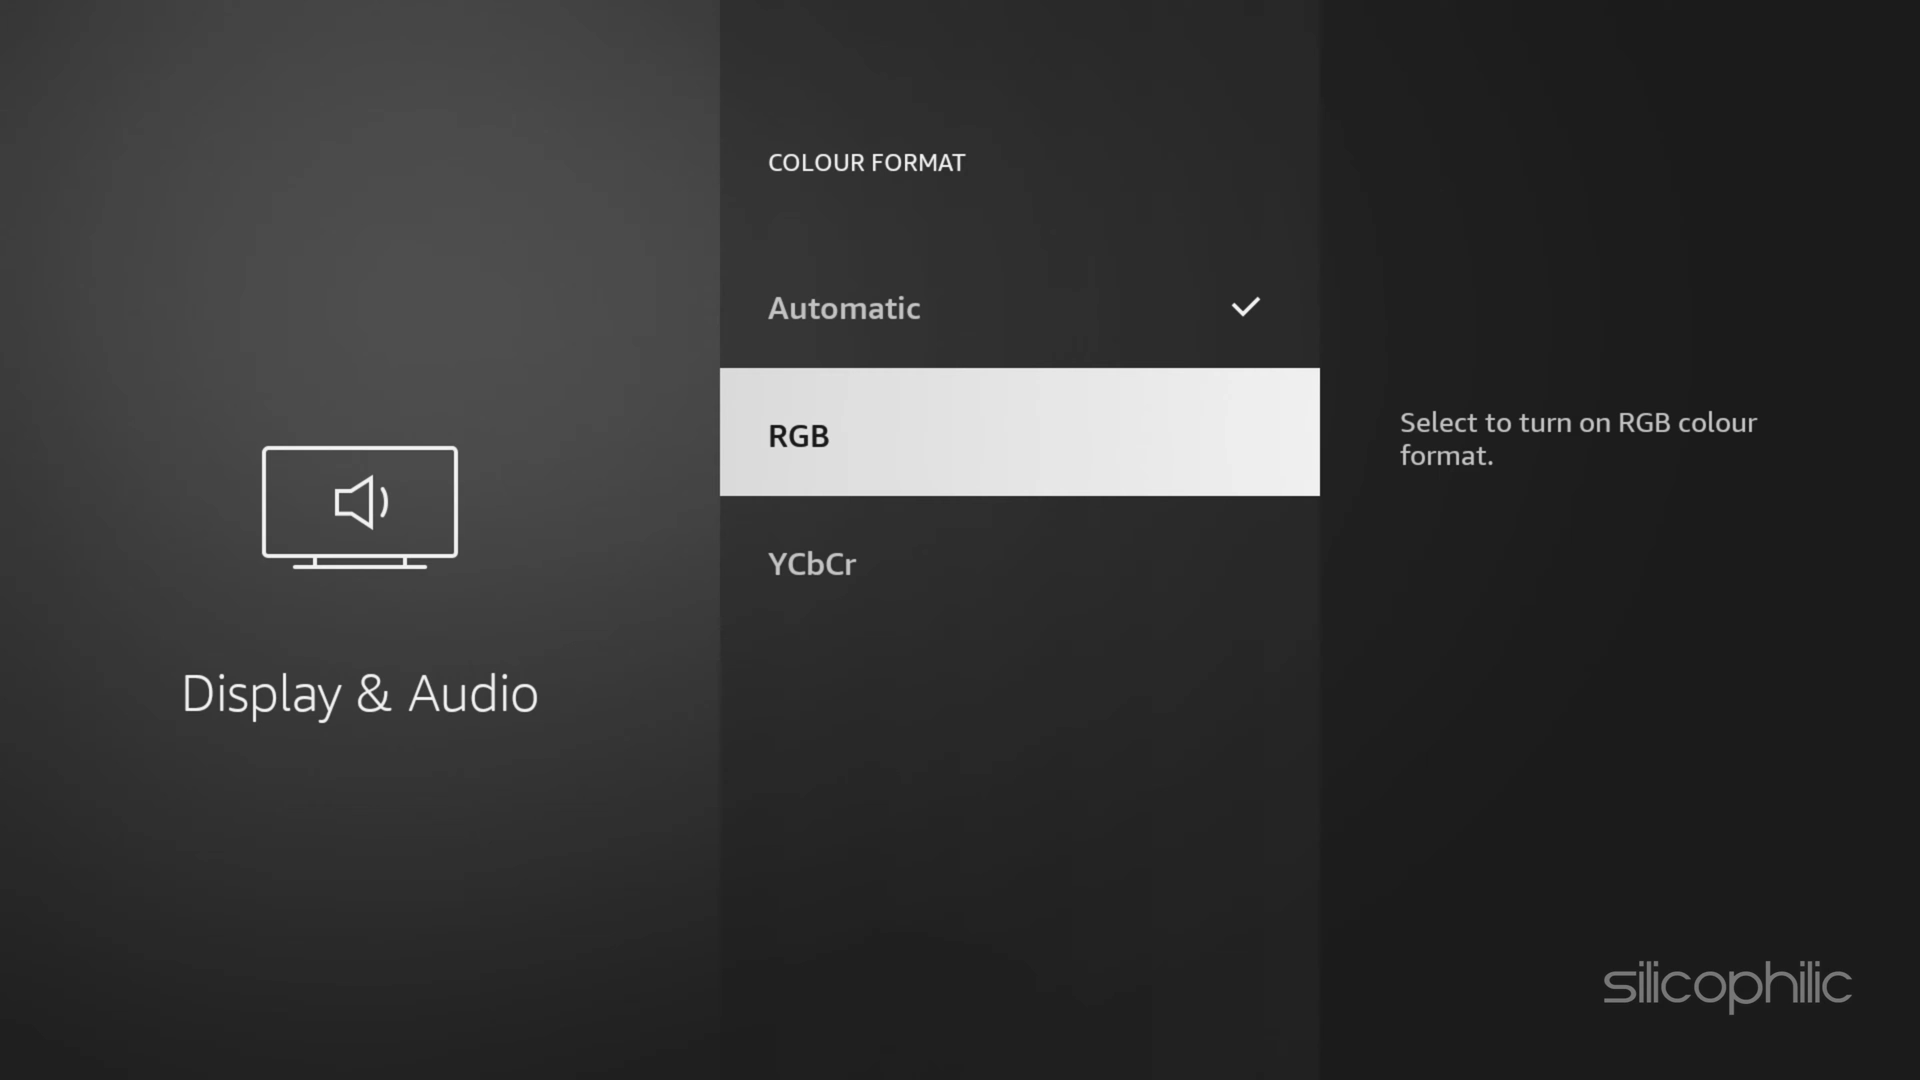 COLOUR FORMAT
Automatic
RGB
YCbCr
Select to turn on RGB colour
format.
Display & Audio
silicophilic